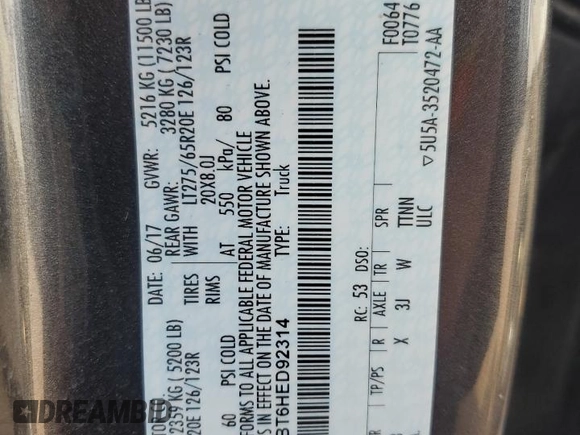 DATE: 06/17 GVWR: 5216 KG (11500 LB
2359 KG ( 5200 LB) REAR GAWR: 3280 KG ( 7230 LB)
20E 126/123R TIRES WITH LT275/65R20E 126/123R
RIMS 20X8.0J
60 PSI COLD AT 550 kPa/ 80 PSI COLD
FORMS TO ALL APPLICABLE FEDERAL MOTOR VEHICLE
S IN EFFECT ON THE DATE OF MANUFACTURE SHOWN ABOVE.
BT6HED92314 TYPE: Truck
F0064
T0776
RC: 53 DSO:
TP/PS R AXLE TR SPR
X 3J W TTNN
ULC
▽5U5A-3520472-AA
AUTOBIDMASTER